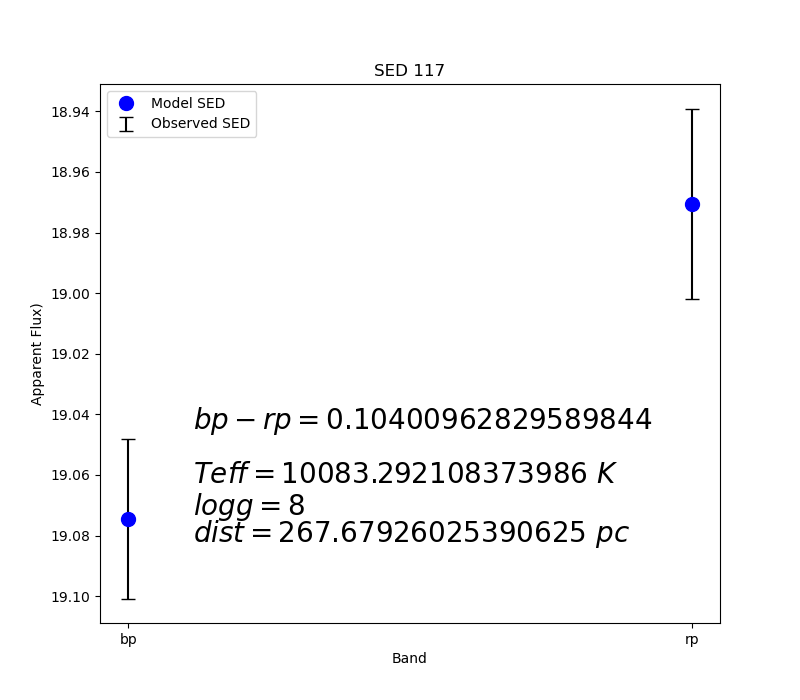 SED 117
Model SED
Observed SED
18.94
18.96
18.98
19.00
19.02
19.04
19.06
19.08
19.10
Apparent Flux)
bp − rp = 0.10400962829589844
Teff = 10083.292108373986 K
logg = 8
dist = 267.67926025390625 pc
bp
rp
Band